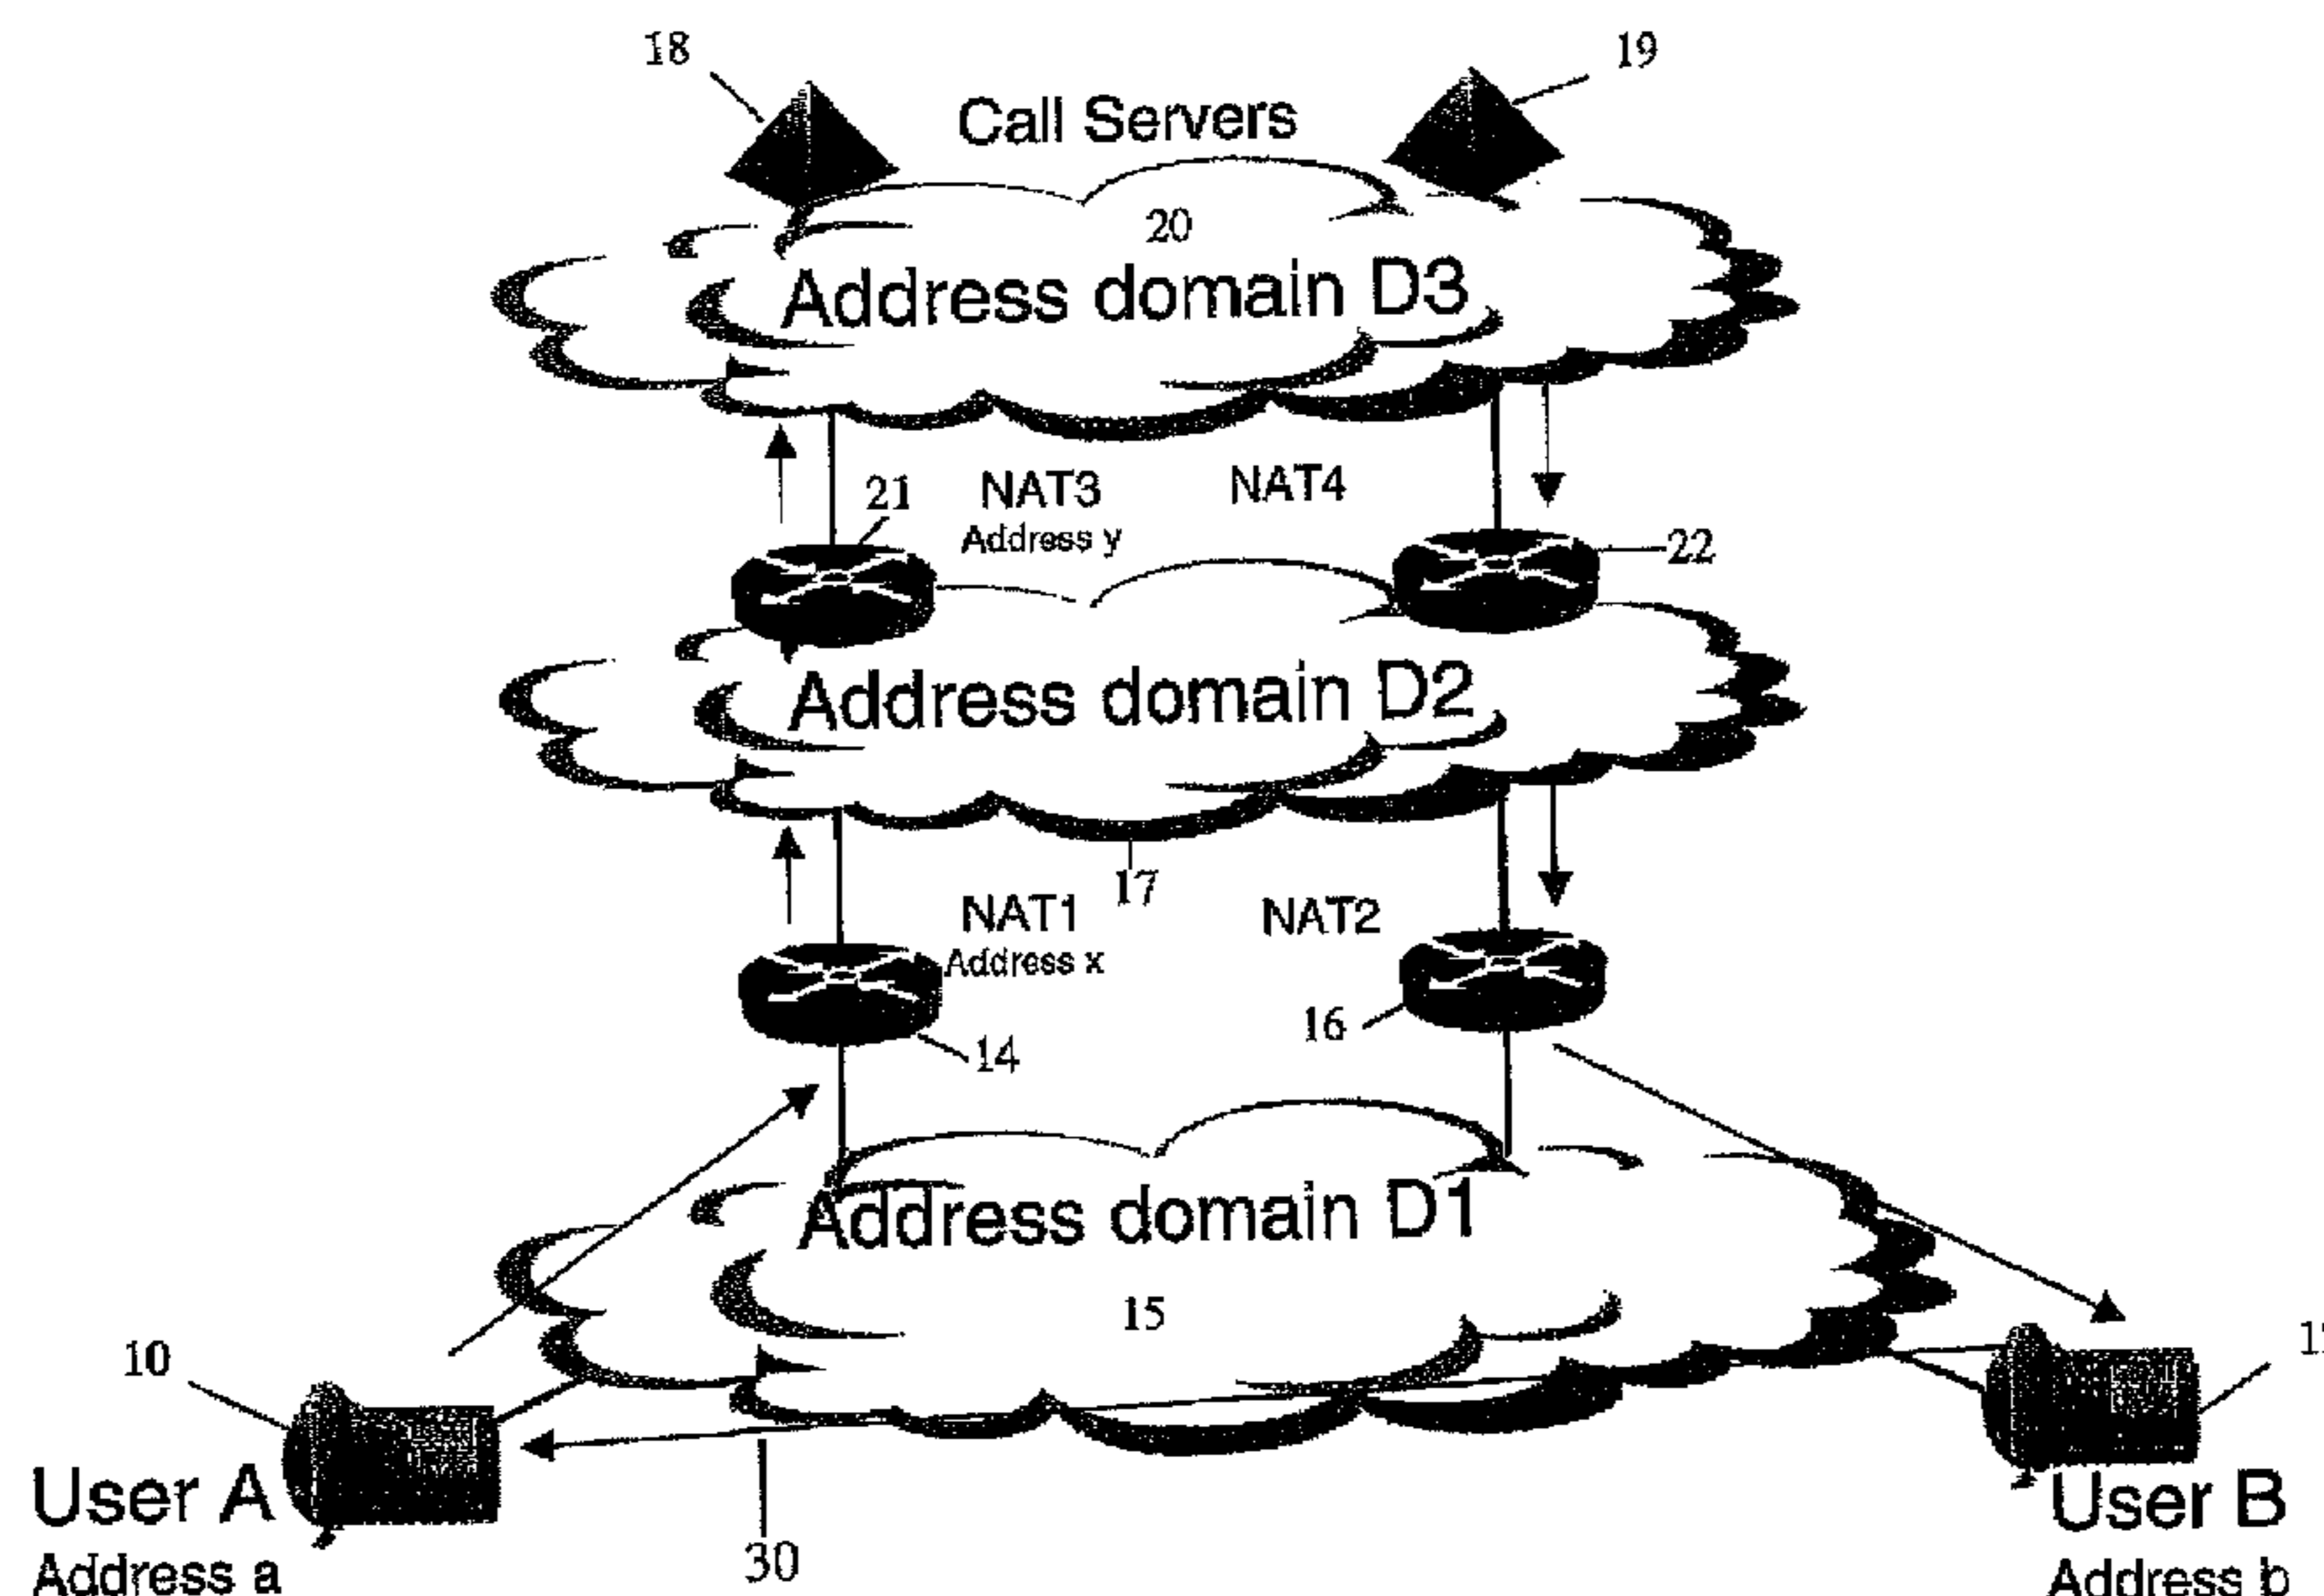 18
19
Call Servers
20
Address domain D3
21
NAT3
NAT4
Address y
22
Address domain D2
17
NAT1
NAT2
Address x
16
14
Address domain D1
15
10
User A
User B
Address a
Address b
30